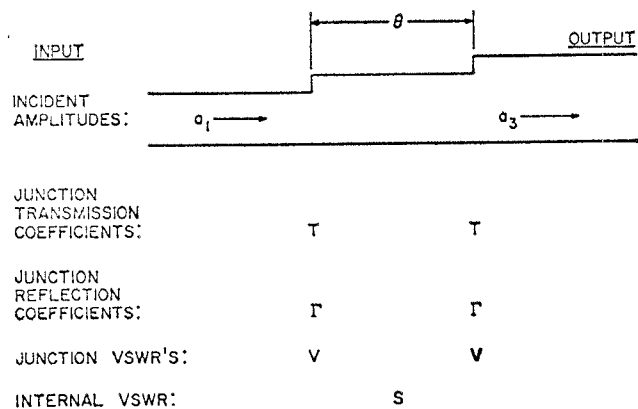 θ
INPUT
OUTPUT
INCIDENT
AMPLITUDES:
a₁
a₃
JUNCTION
TRANSMISSION
COEFFICIENTS:
T T
JUNCTION
REFLECTION
COEFFICIENTS:
Γ Γ
JUNCTION VSWR'S: V V
INTERNAL VSWR: S